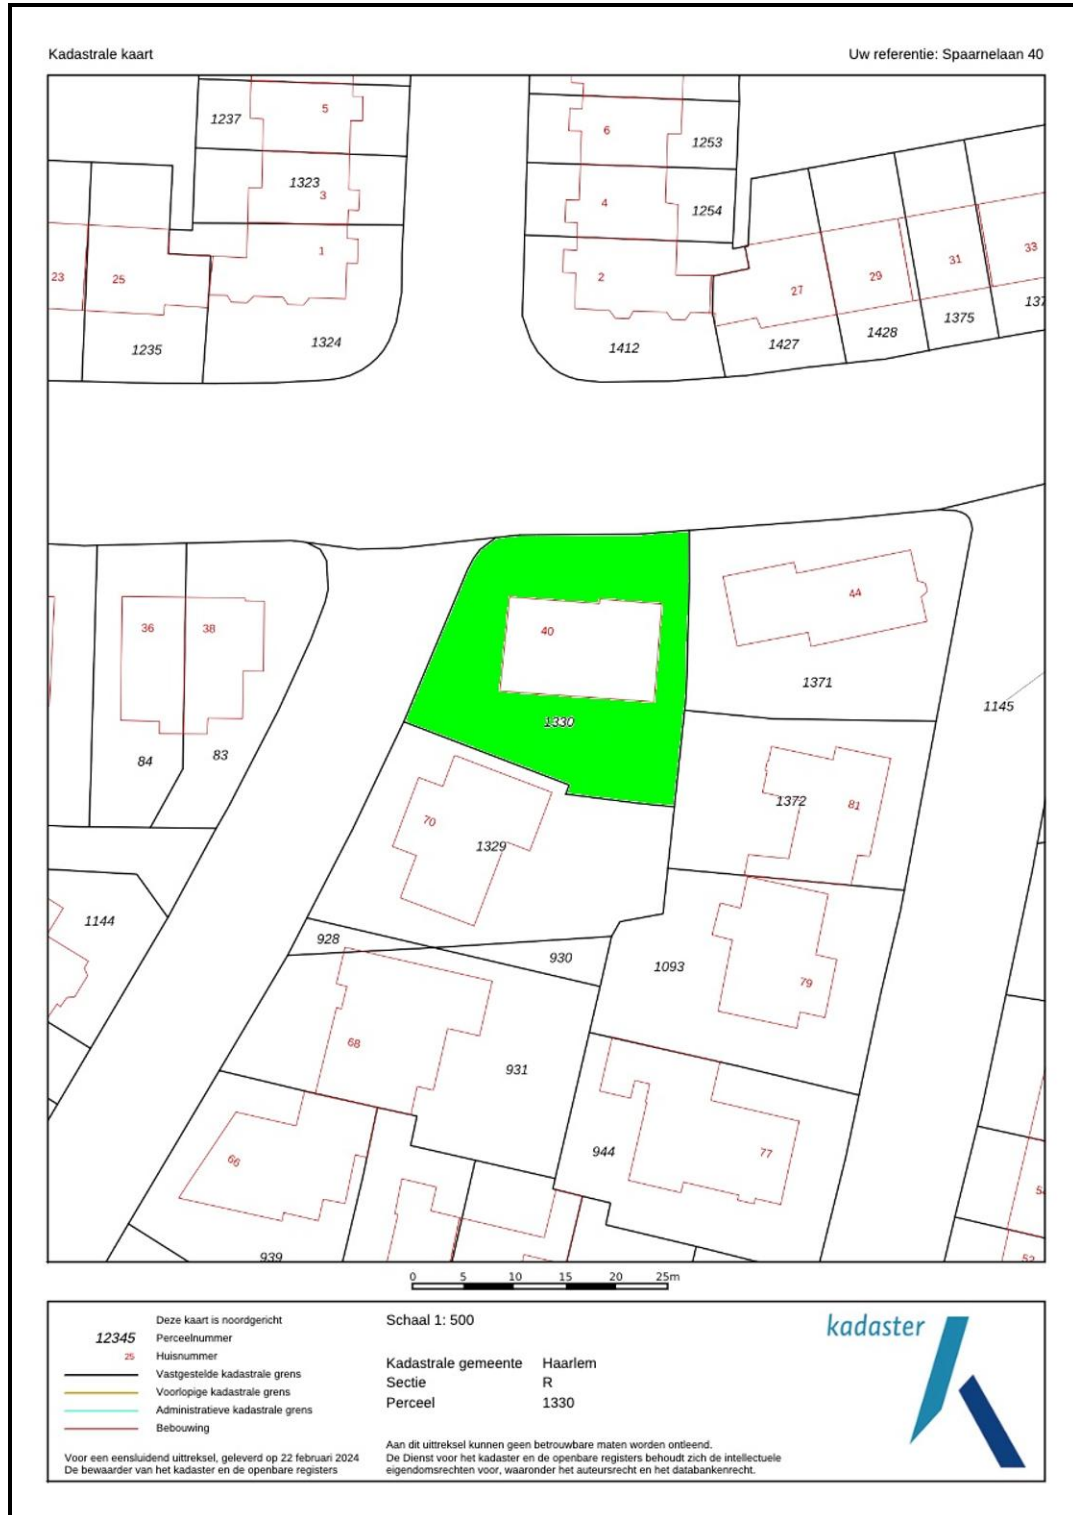 Kadastrale kaart
Uw referentie: Spaarnelaan 40
5
1237
6
1253
1323
3
4
1254
1
23
25
2
27
29
31
33
1235
1324
1412
1427
1428
1375
36
38
40
44
1371
1145
84
83
1330
70
1329
1372
81
1144
928
930
1093
79
68
931
66
944
77
939
0 5 10 15 20 25m
Deze kaart is noordgericht
12345 Perceelnummer
25 Huisnummer
Vastgestelde kadastrale grens
Voorlopige kadastrale grens
Administratieve kadastrale grens
Bebouwing
Voor een eensluidend uittreksel, geleverd op 22 februari 2024
De bewaarder van het kadaster en de openbare registers
Schaal 1: 500
Kadastrale gemeente Haarlem
Sectie R
Perceel 1330
Aan dit uittreksel kunnen geen betrouwbare maten worden ontleend.
De Dienst voor het kadaster en de openbare registers behoudt zich de intellectuele
eigendomsrechten voor, waaronder het auteursrecht en het databankenrecht.
kadaster